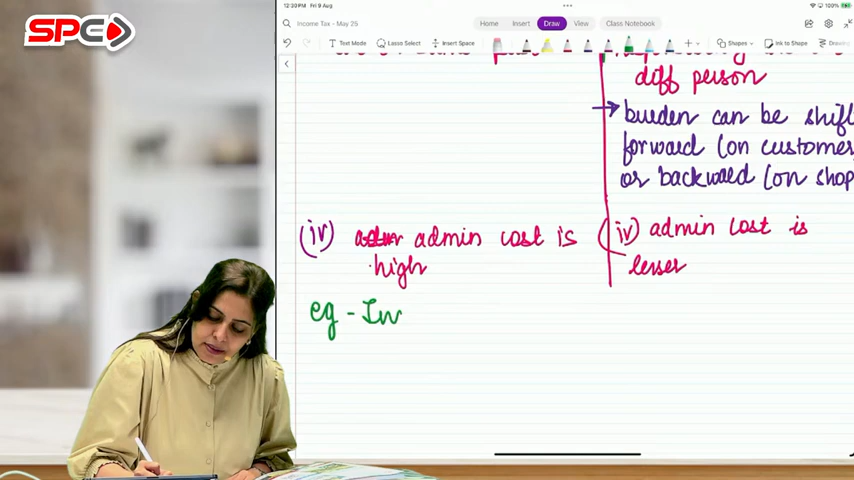 SPC
12:30PM Fri 9 Aug
100%
Income Tax - May 25
Home Insert Draw View Class Notebook
Text Mode Lasso Select Insert Space Shapes Ink to Shape Drawing
diff person
burden can be shift
forward (on customer
or backward (on shop
(iv) admin cost is
high
(iv) admin cost is
lesser
eg - In